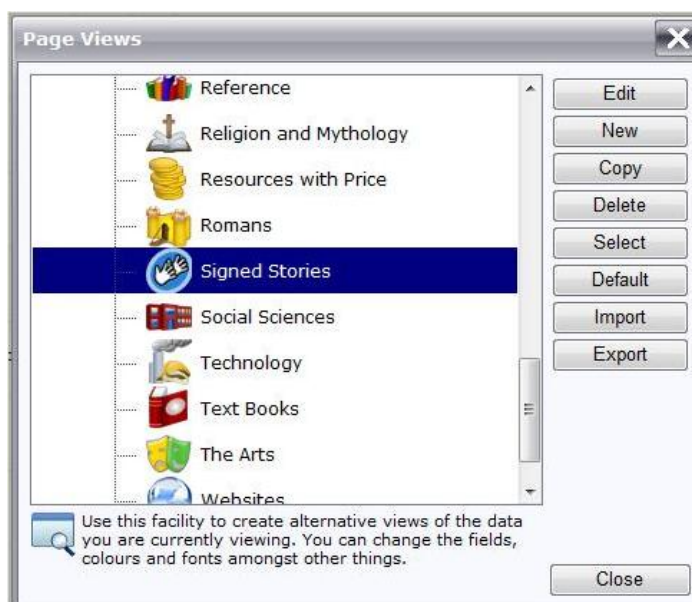 Page Views
Reference
Religion and Mythology
Resources with Price
Romans
Signed Stories
Social Sciences
Technology
Text Books
The Arts
Websites
Edit
New
Copy
Delete
Select
Default
Import
Export
Use this facility to create alternative views of the data
you are currently viewing. You can change the fields,
colours and fonts amongst other things.
Close